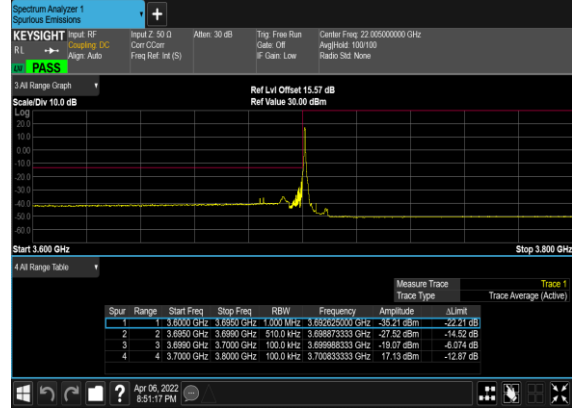 Spectrum Analyzer 1
Spurious Emissions
KEYSIGHT Input: RF Input Z: 50 Ω Atten: 30 dB Trig: Free Run Center Freq: 22.005000000 GHz
RL Coupling: DC Corr CCorr Gate: Off Avg|Hold: 100/100
Align: Auto Freq Ref: Int (S) IF Gain: Low Radio Std: None
PASS
3 All Range Graph
Ref Lvl Offset 15.57 dB
Scale/Div 10.0 dB Ref Value 30.00 dBm
Log
20.0
10.0
0.00
-10.0
-20.0
-30.0
-40.0
-50.0
-60.0
Start 3.600 GHz Stop 3.800 GHz
4 All Range Table
Measure Trace Trace 1
Trace Type Trace Average (Active)
Spur Range Start Freq Stop Freq RBW Frequency Amplitude ΔLimit
1 1 3.6000 GHz 3.6950 GHz 1.000 MHz 3.692625000 GHz -35.21 dBm -22.21 dB
2 2 3.6950 GHz 3.6990 GHz 510.0 kHz 3.698873333 GHz -27.52 dBm -14.52 dB
3 3 3.6990 GHz 3.7000 GHz 100.0 kHz 3.699988333 GHz -19.07 dBm -6.074 dB
4 4 3.7000 GHz 3.8000 GHz 100.0 kHz 3.700833333 GHz 17.13 dBm -12.87 dB
? Apr 06, 2022
8:51:17 PM